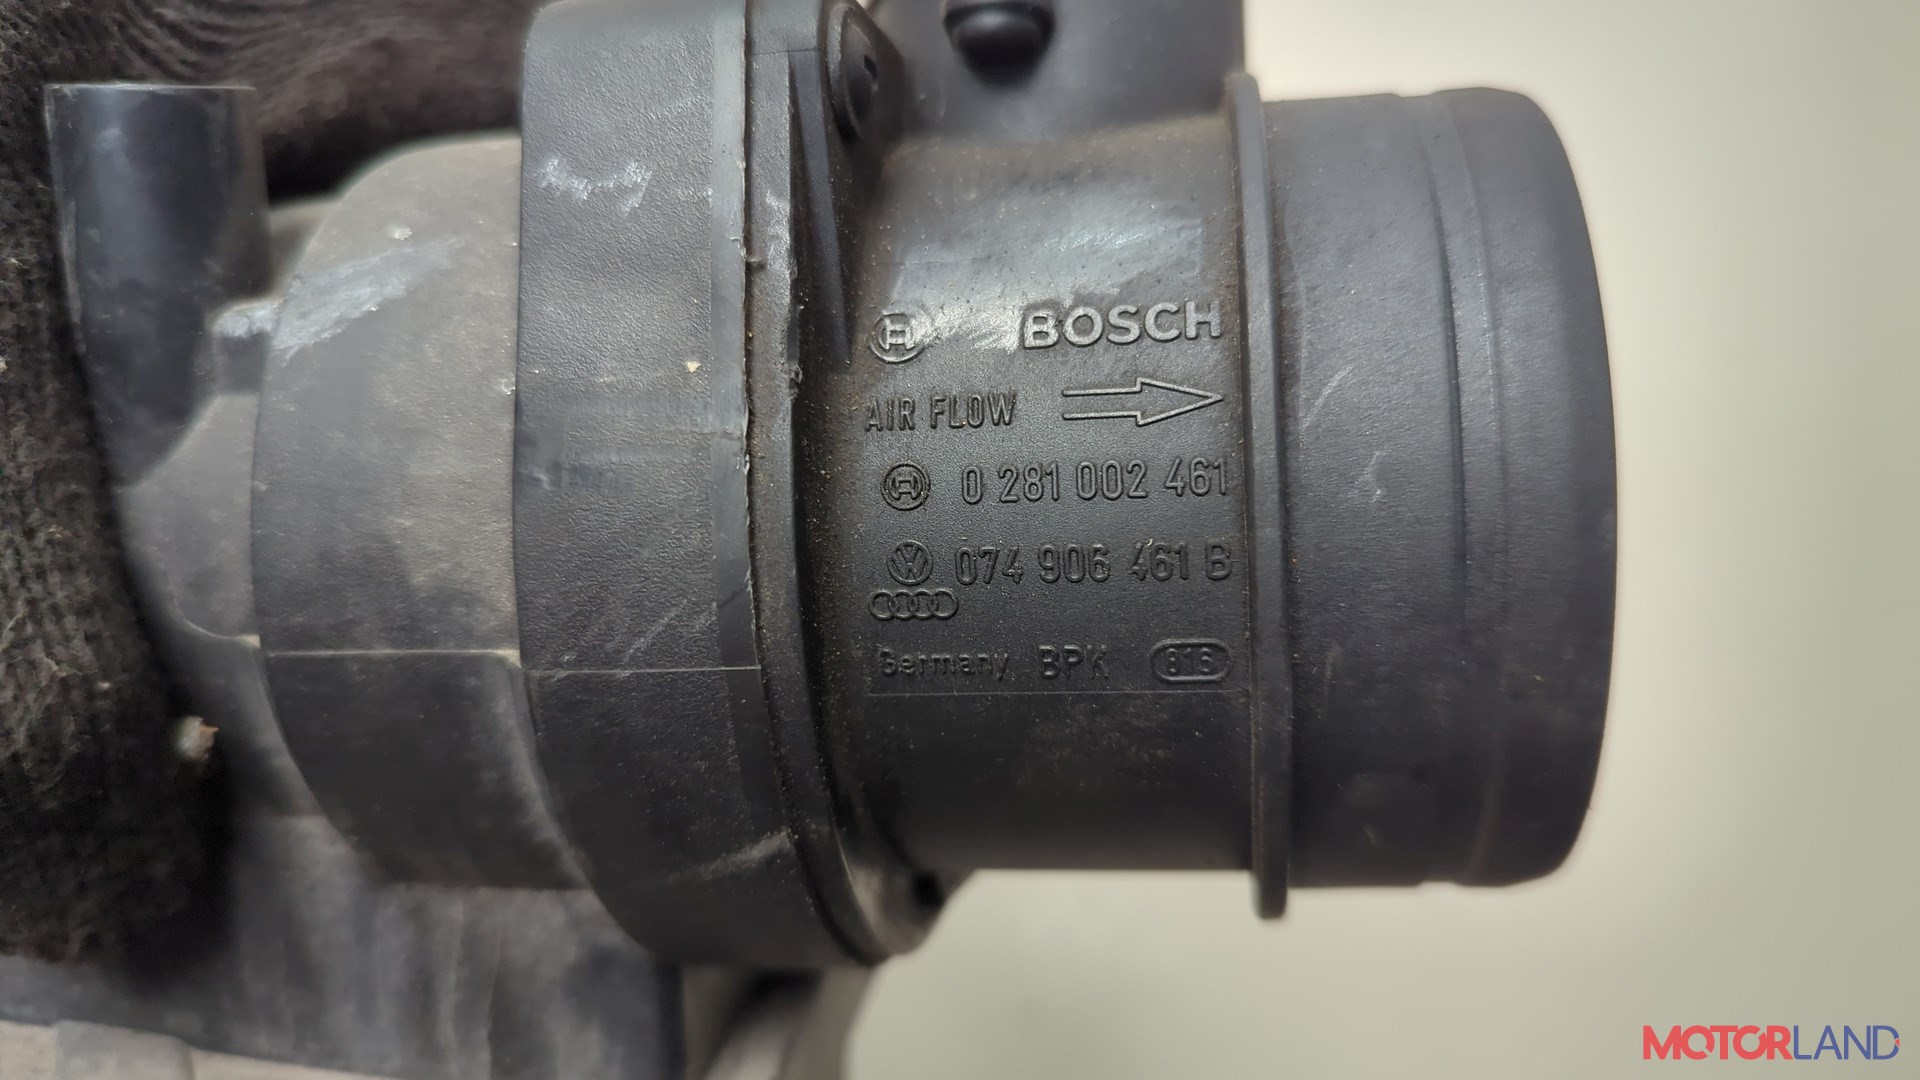 BOSCH
AIR FLOW
0 281 002 461
074 906 461 B
Germany BPK 816
MOTORLAND